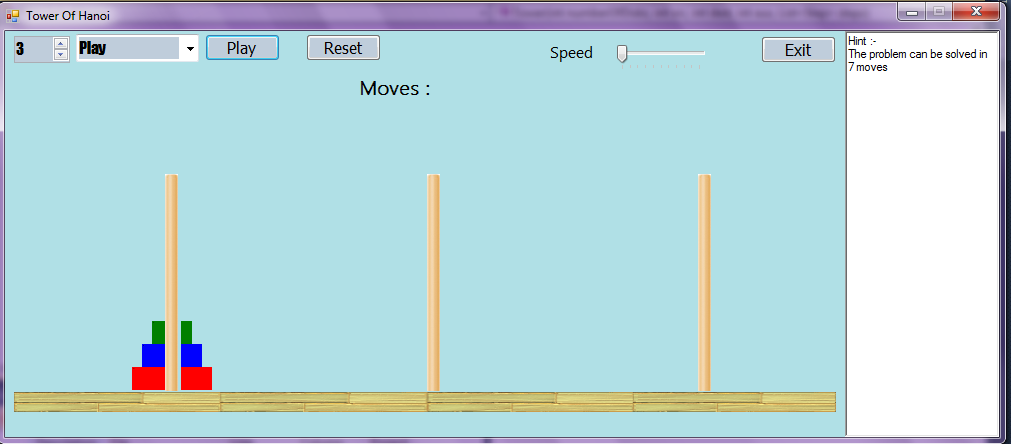 Tower Of Hanoi
3
Play
Play
Reset
Speed
Exit
Moves :
Hint :-
The problem can be solved in
7 moves